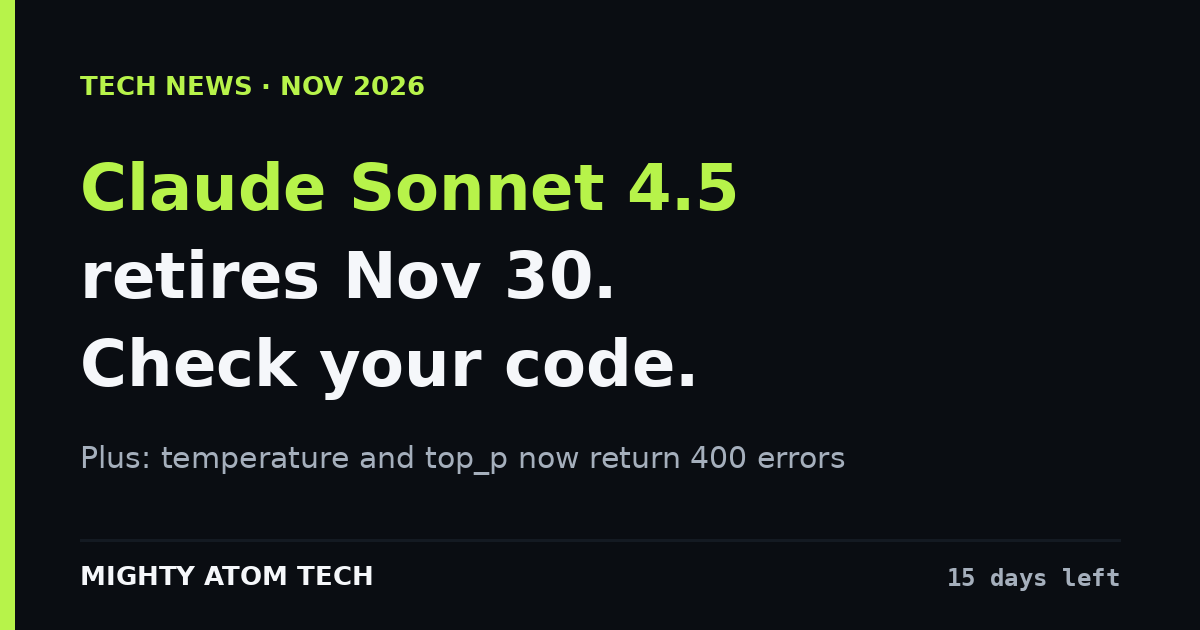 TECH NEWS · NOV 2026
Claude Sonnet 4.5
retires Nov 30.
Check your code.
Plus: temperature and top_p now return 400 errors
MIGHTY ATOM TECH
15 days left